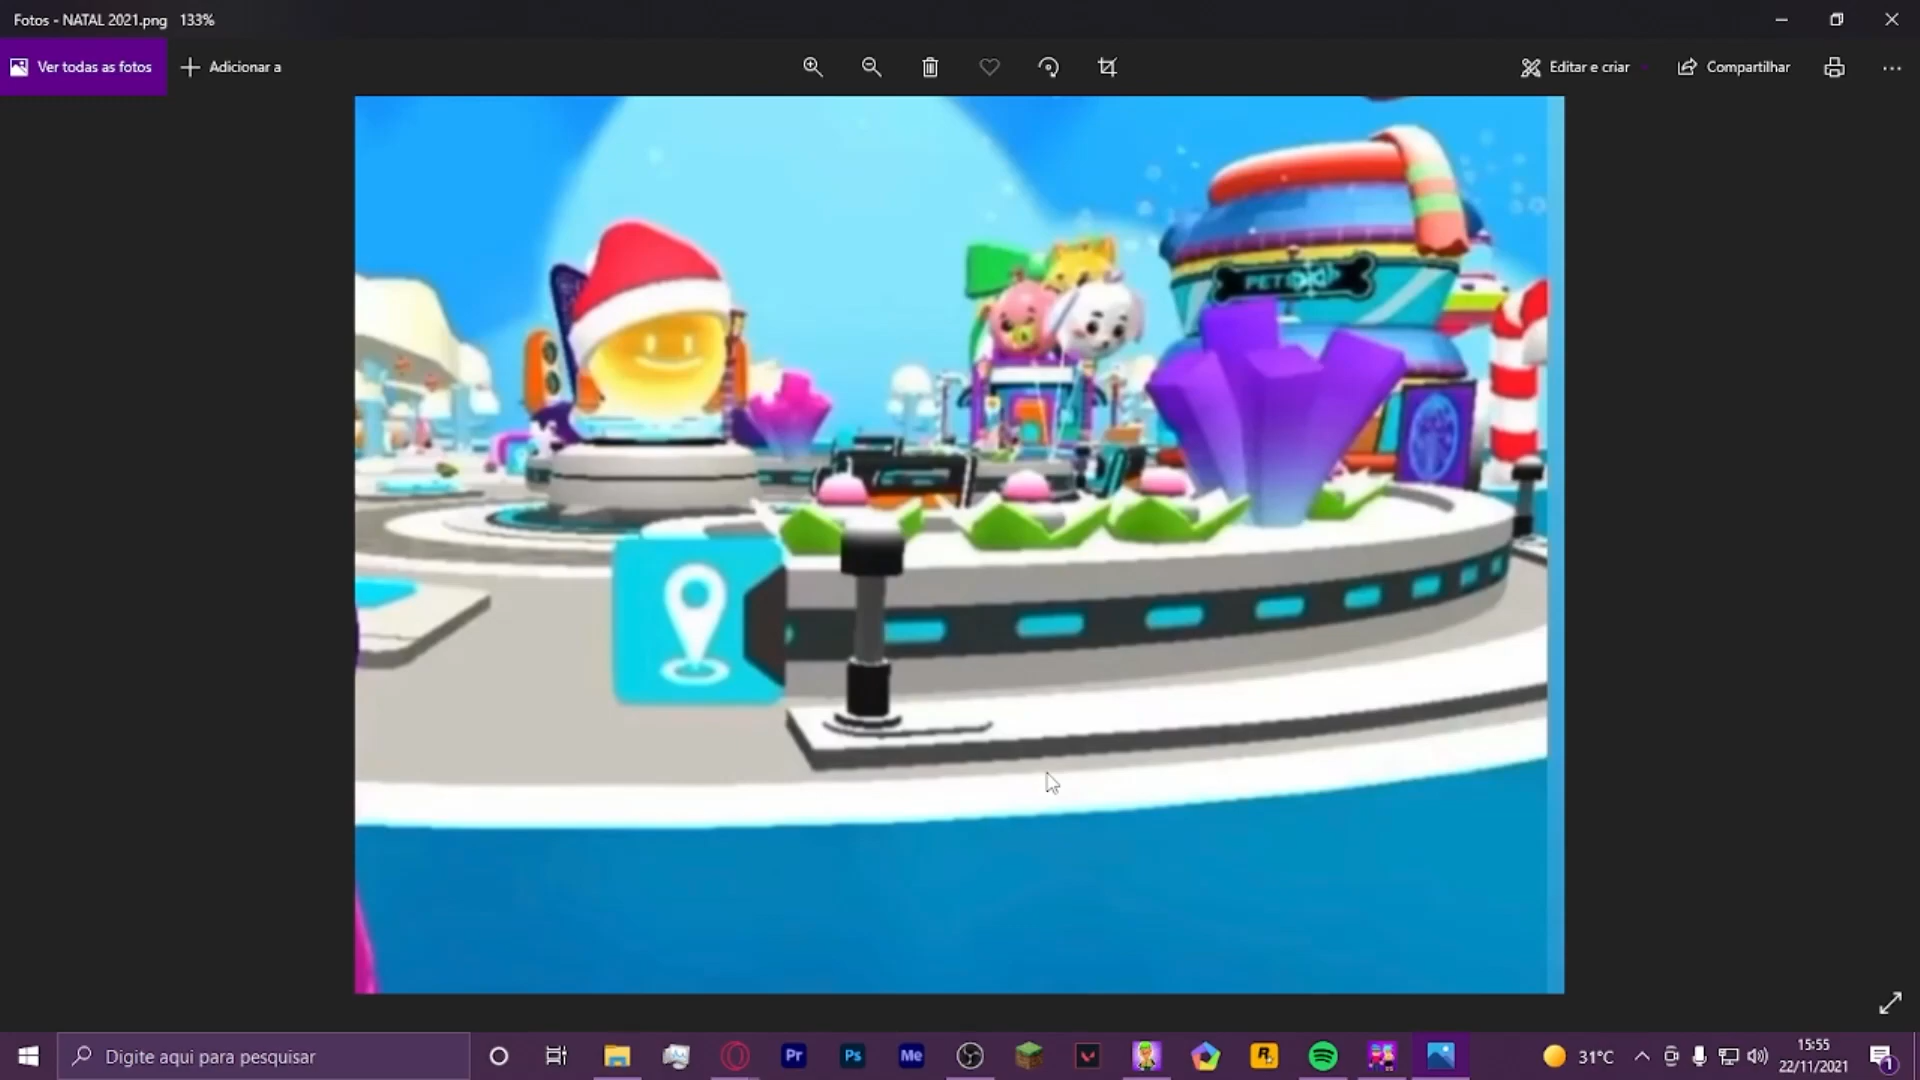 Fotos - NATAL 2021.png 133%
Ver todas as fotos
Adicionar a
Editar e criar
Compartilhar
PET
Digite aqui para pesquisar
Pr
Ps
Me
R
31°C
15:55
22/11/2021
1